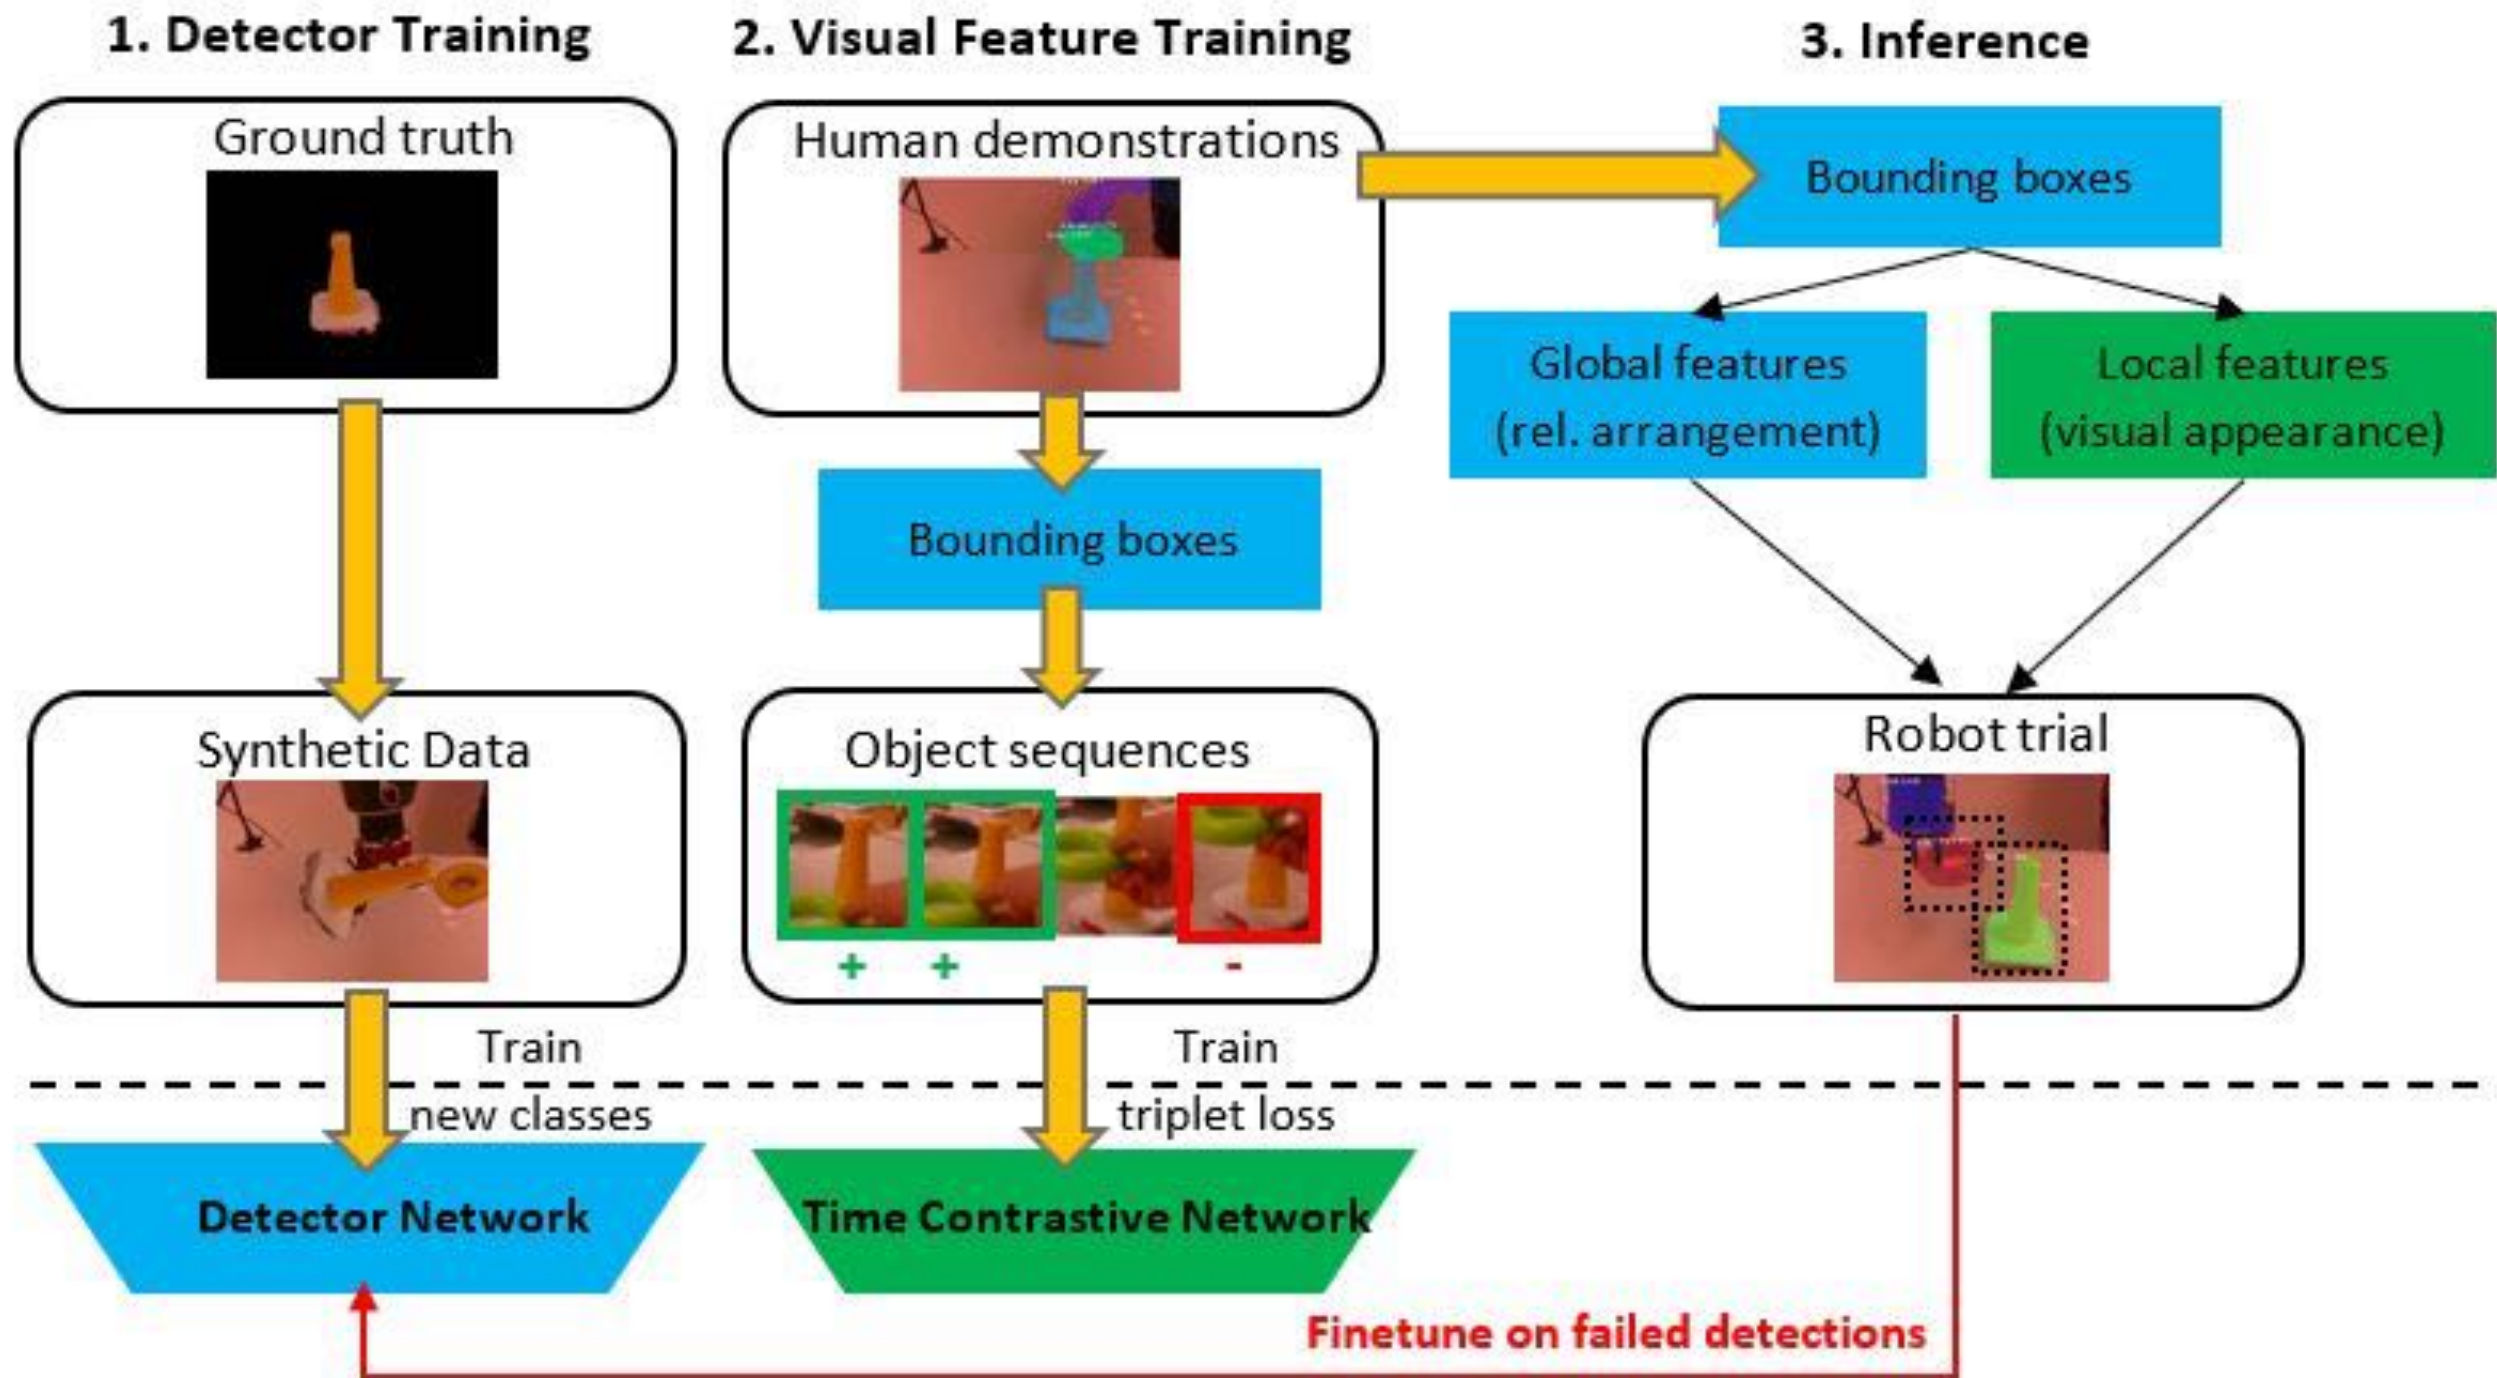 1. Detector Training
Ground truth
Synthetic Data
Train
new classes
Detector Network
2. Visual Feature Training
Human demonstrations
Bounding boxes
Object sequences
+ + -
Train
triplet loss
Time Contrastive Network
3. Inference
Bounding boxes
Global features
(rel. arrangement)
Local features
(visual appearance)
Robot trial
Finetune on failed detections